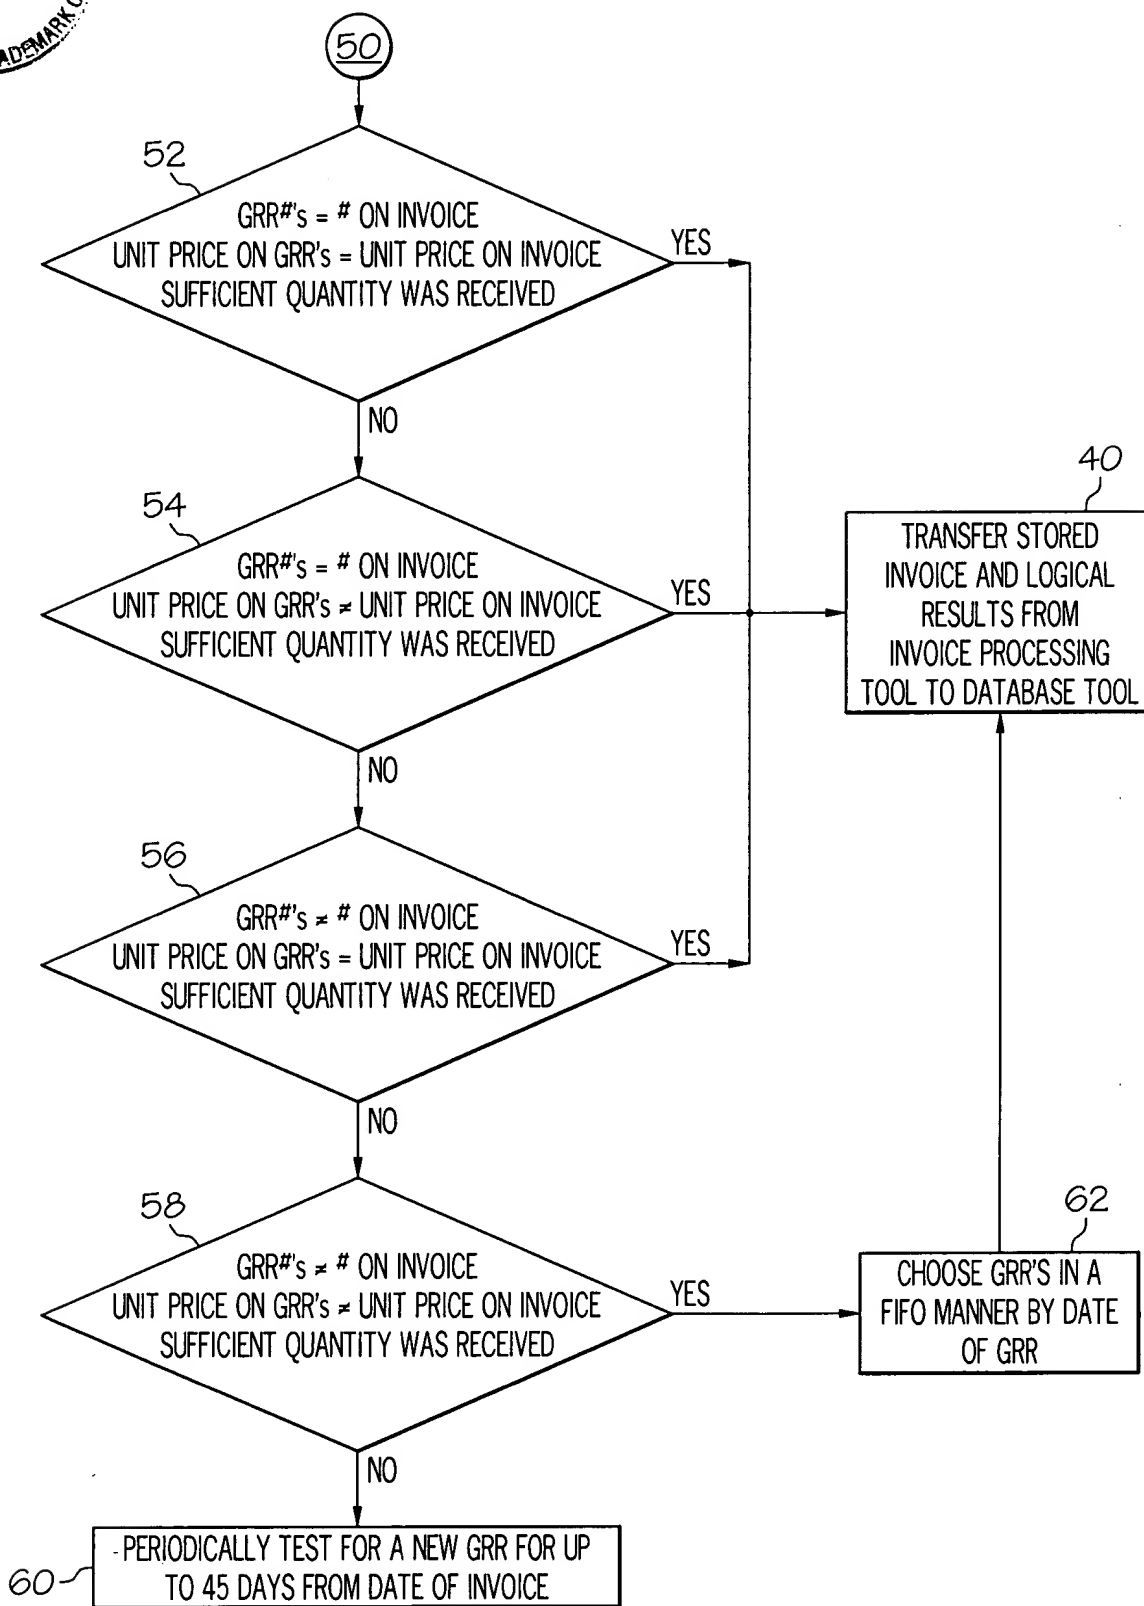 ADEMARK
50
52
GRR#'s = # ON INVOICE
UNIT PRICE ON GRR's = UNIT PRICE ON INVOICE
SUFFICIENT QUANTITY WAS RECEIVED
YES
NO
54
GRR#'s = # ON INVOICE
UNIT PRICE ON GRR's ≠ UNIT PRICE ON INVOICE
SUFFICIENT QUANTITY WAS RECEIVED
YES
40
TRANSFER STORED
INVOICE AND LOGICAL
RESULTS FROM
INVOICE PROCESSING
TOOL TO DATABASE TOOL
NO
56
GRR#'s ≠ # ON INVOICE
UNIT PRICE ON GRR's = UNIT PRICE ON INVOICE
SUFFICIENT QUANTITY WAS RECEIVED
YES
NO
58
GRR#'s ≠ # ON INVOICE
UNIT PRICE ON GRR's ≠ UNIT PRICE ON INVOICE
SUFFICIENT QUANTITY WAS RECEIVED
YES
62
CHOOSE GRR'S IN A
FIFO MANNER BY DATE
OF GRR
NO
60
PERIODICALLY TEST FOR A NEW GRR FOR UP
TO 45 DAYS FROM DATE OF INVOICE